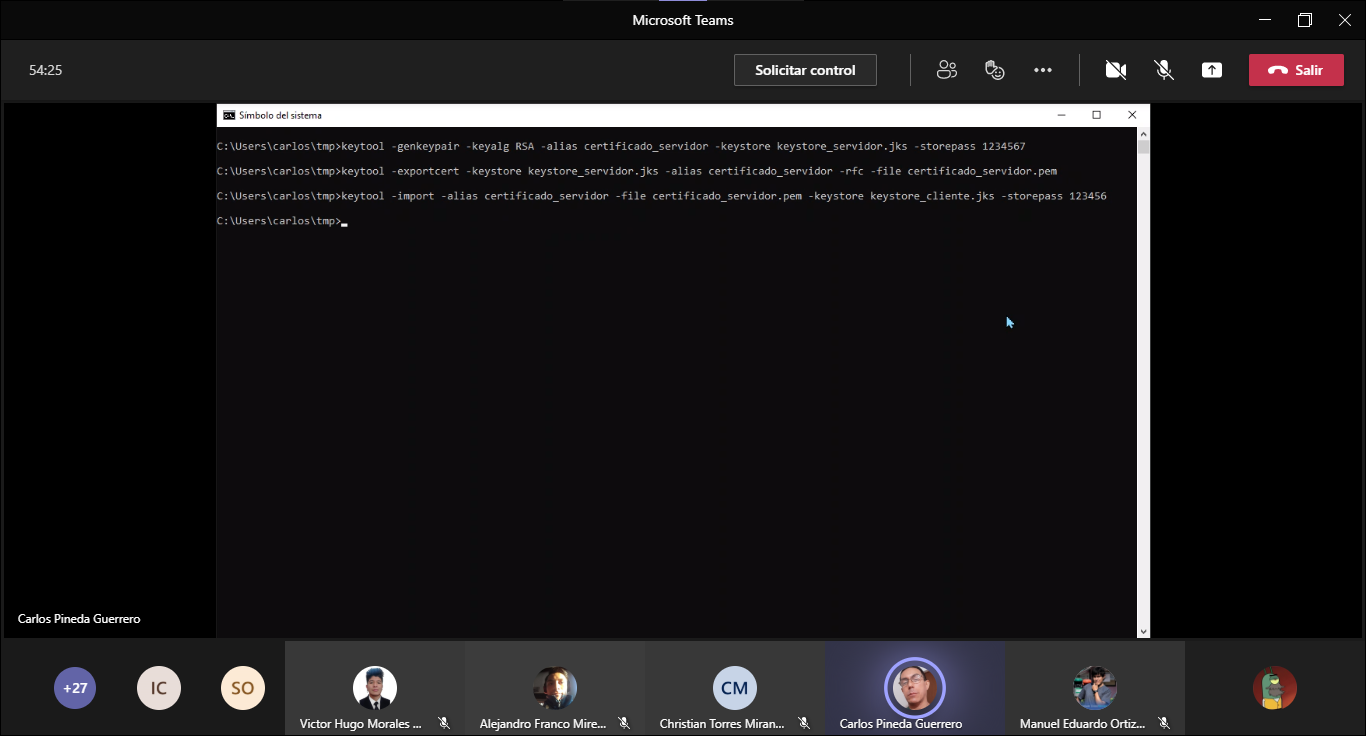 Microsoft Teams
54:25
Solicitar control
Salir
Símbolo del sistema
C:\Users\carlos\tmp>keytool -genkeypair -keyalg RSA -alias certificado_servidor -keystore keystore_servidor.jks -storepass 1234567
C:\Users\carlos\tmp>keytool -exportcert -keystore keystore_servidor.jks -alias certificado_servidor -rfc -file certificado_servidor.pem
C:\Users\carlos\tmp>keytool -import -alias certificado_servidor -file certificado_servidor.pem -keystore keystore_cliente.jks -storepass 123456
C:\Users\carlos\tmp>
Carlos Pineda Guerrero
+27
IC
SO
CM
Victor Hugo Morales ...
Alejandro Franco Mire...
Christian Torres Miran...
Carlos Pineda Guerrero
Manuel Eduardo Ortiz...